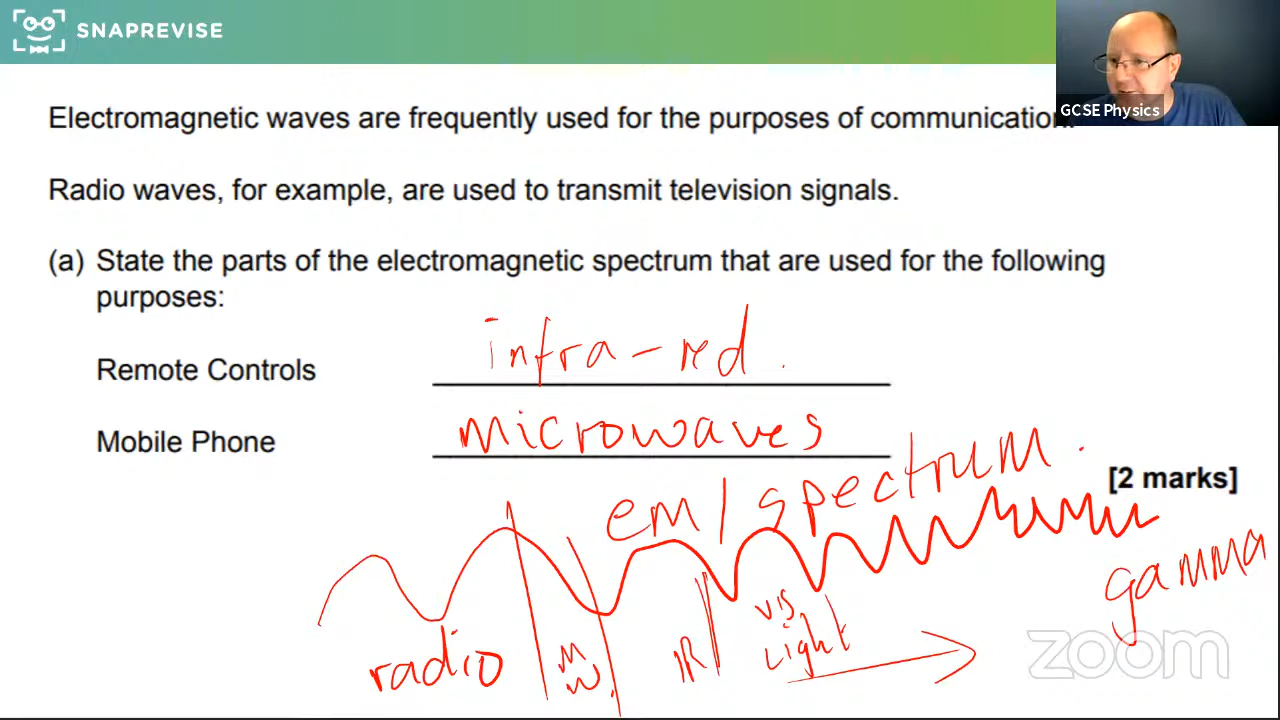 SNAPREVISE
GCSE Physics
Electromagnetic waves are frequently used for the purposes of communication.
Radio waves, for example, are used to transmit television signals.
(a) State the parts of the electromagnetic spectrum that are used for the following
purposes:
Remote Controls infra-red.
Mobile Phone microwaves
[2 marks]
em/spectrum.
radio
MW.
IR
vis
light
gamma
zoom